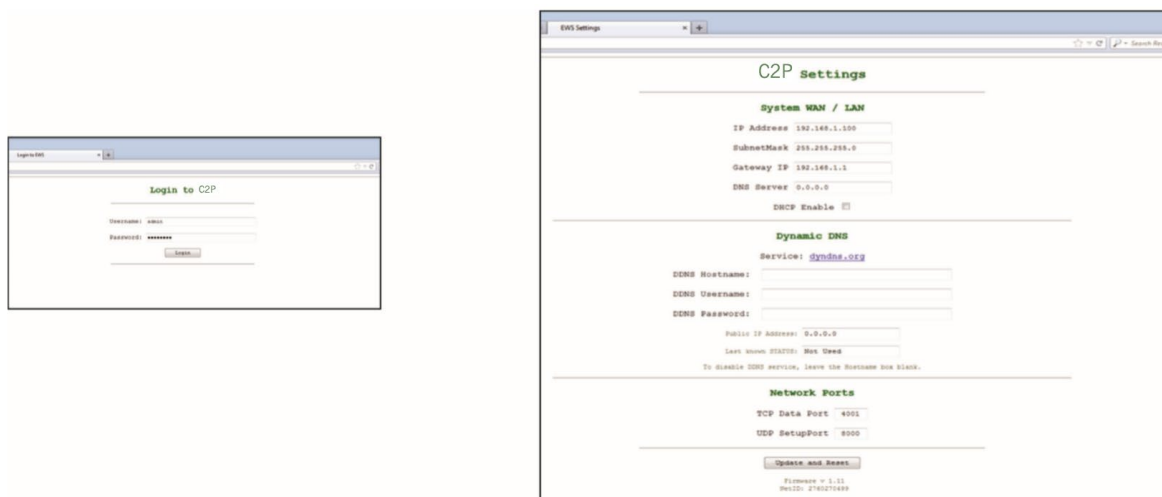 Login to EWS
Login to C2P
Username: admin
Password: ••••••••
Login
EWS Settings
Search
C2P Settings
System WAN / LAN
IP Address 192.168.1.100
SubnetMask 255.255.255.0
Gateway IP 192.168.1.1
DNS Server 0.0.0.0
DHCP Enable
Dynamic DNS
Service: dyndns.org
DDNS Hostname:
DDNS Username:
DDNS Password:
Public IP Address: 0.0.0.0
Last known STATUS: Not Used
To disable DDNS service, leave the Hostname box blank.
Network Ports
TCP Data Port 4001
UDP SetupPort 8000
Update and Reset
Firmware v 1.11